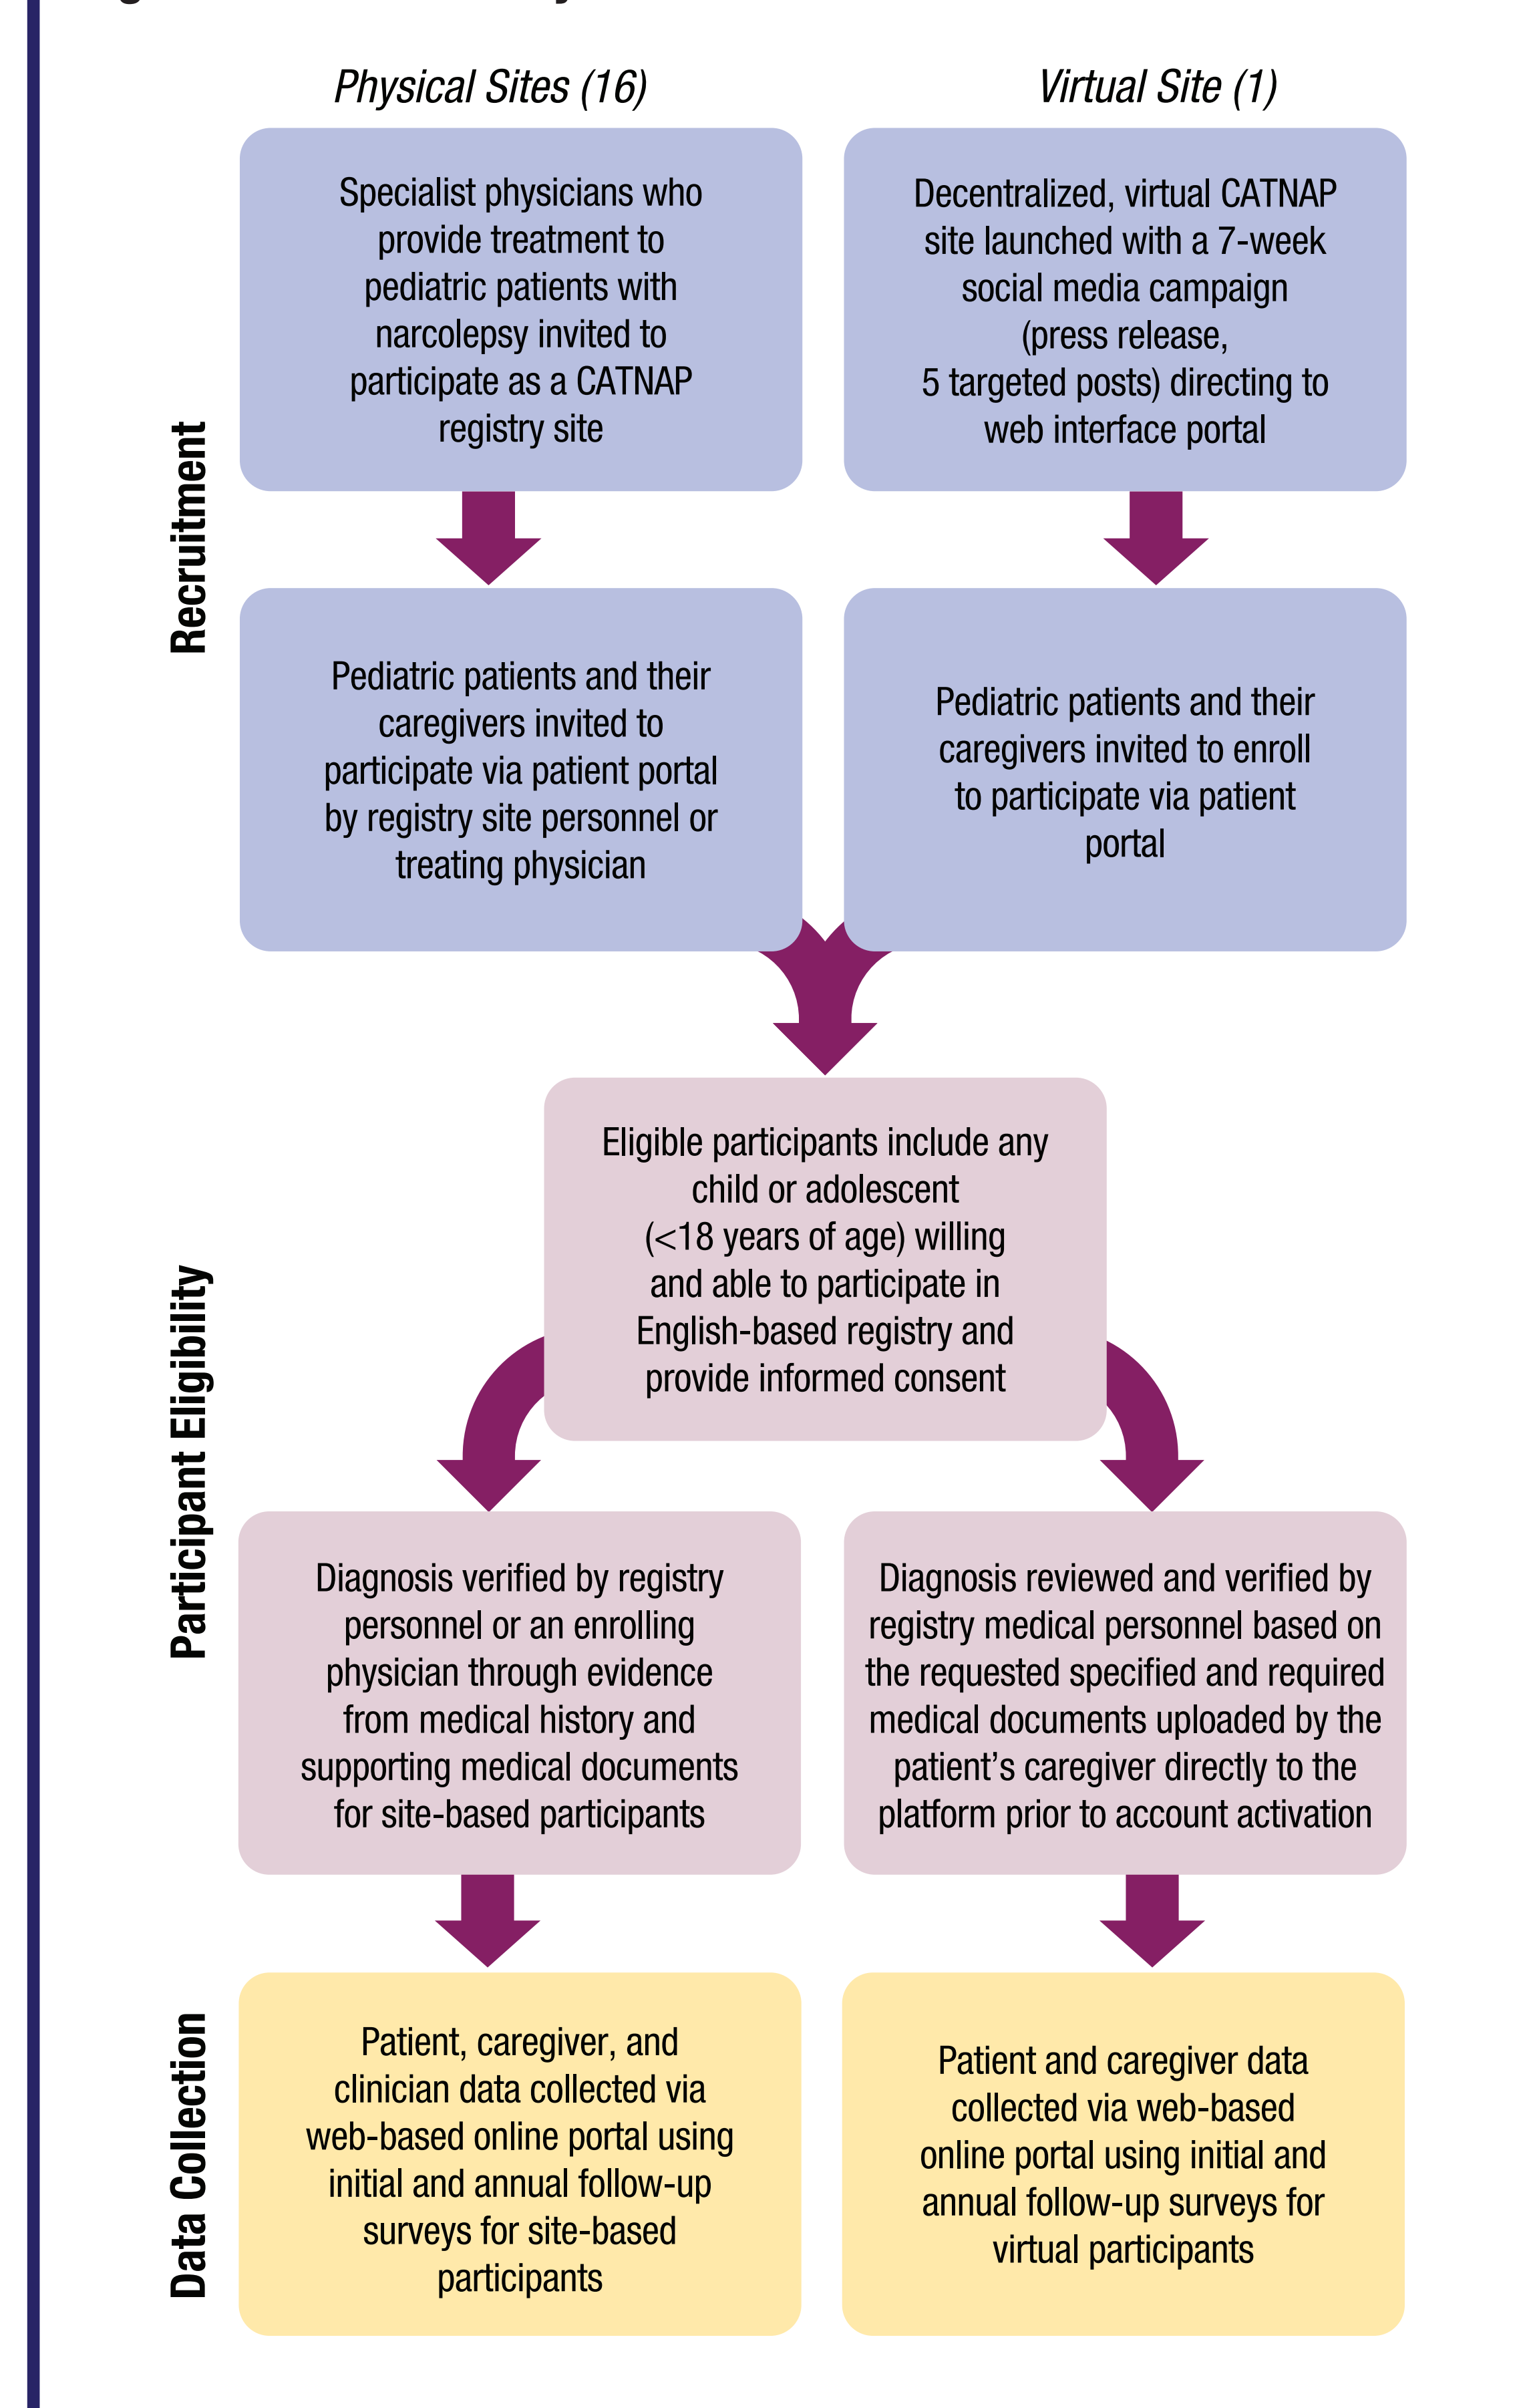 Physical Sites (16)
Virtual Site (1)
Recruitment
Specialist physicians who
provide treatment to
pediatric patients with
narcolepsy invited to
participate as a CATNAP
registry site
Decentralized, virtual CATNAP
site launched with a 7-week
social media campaign
(press release,
5 targeted posts) directing to
web interface portal
Pediatric patients and their
caregivers invited to
participate via patient portal
by registry site personnel or
treating physician
Pediatric patients and their
caregivers invited to enroll
to participate via patient
portal
Participant Eligibility
Eligible participants include any
child or adolescent
(<18 years of age) willing
and able to participate in
English-based registry and
provide informed consent
Diagnosis verified by registry
personnel or an enrolling
physician through evidence
from medical history and
supporting medical documents
for site-based participants
Diagnosis reviewed and verified by
registry medical personnel based on
the requested specified and required
medical documents uploaded by the
patient’s caregiver directly to the
platform prior to account activation
Data Collection
Patient, caregiver, and
clinician data collected via
web-based online portal using
initial and annual follow-up
surveys for site-based
participants
Patient and caregiver data
collected via web-based
online portal using initial and
annual follow-up surveys for
virtual participants